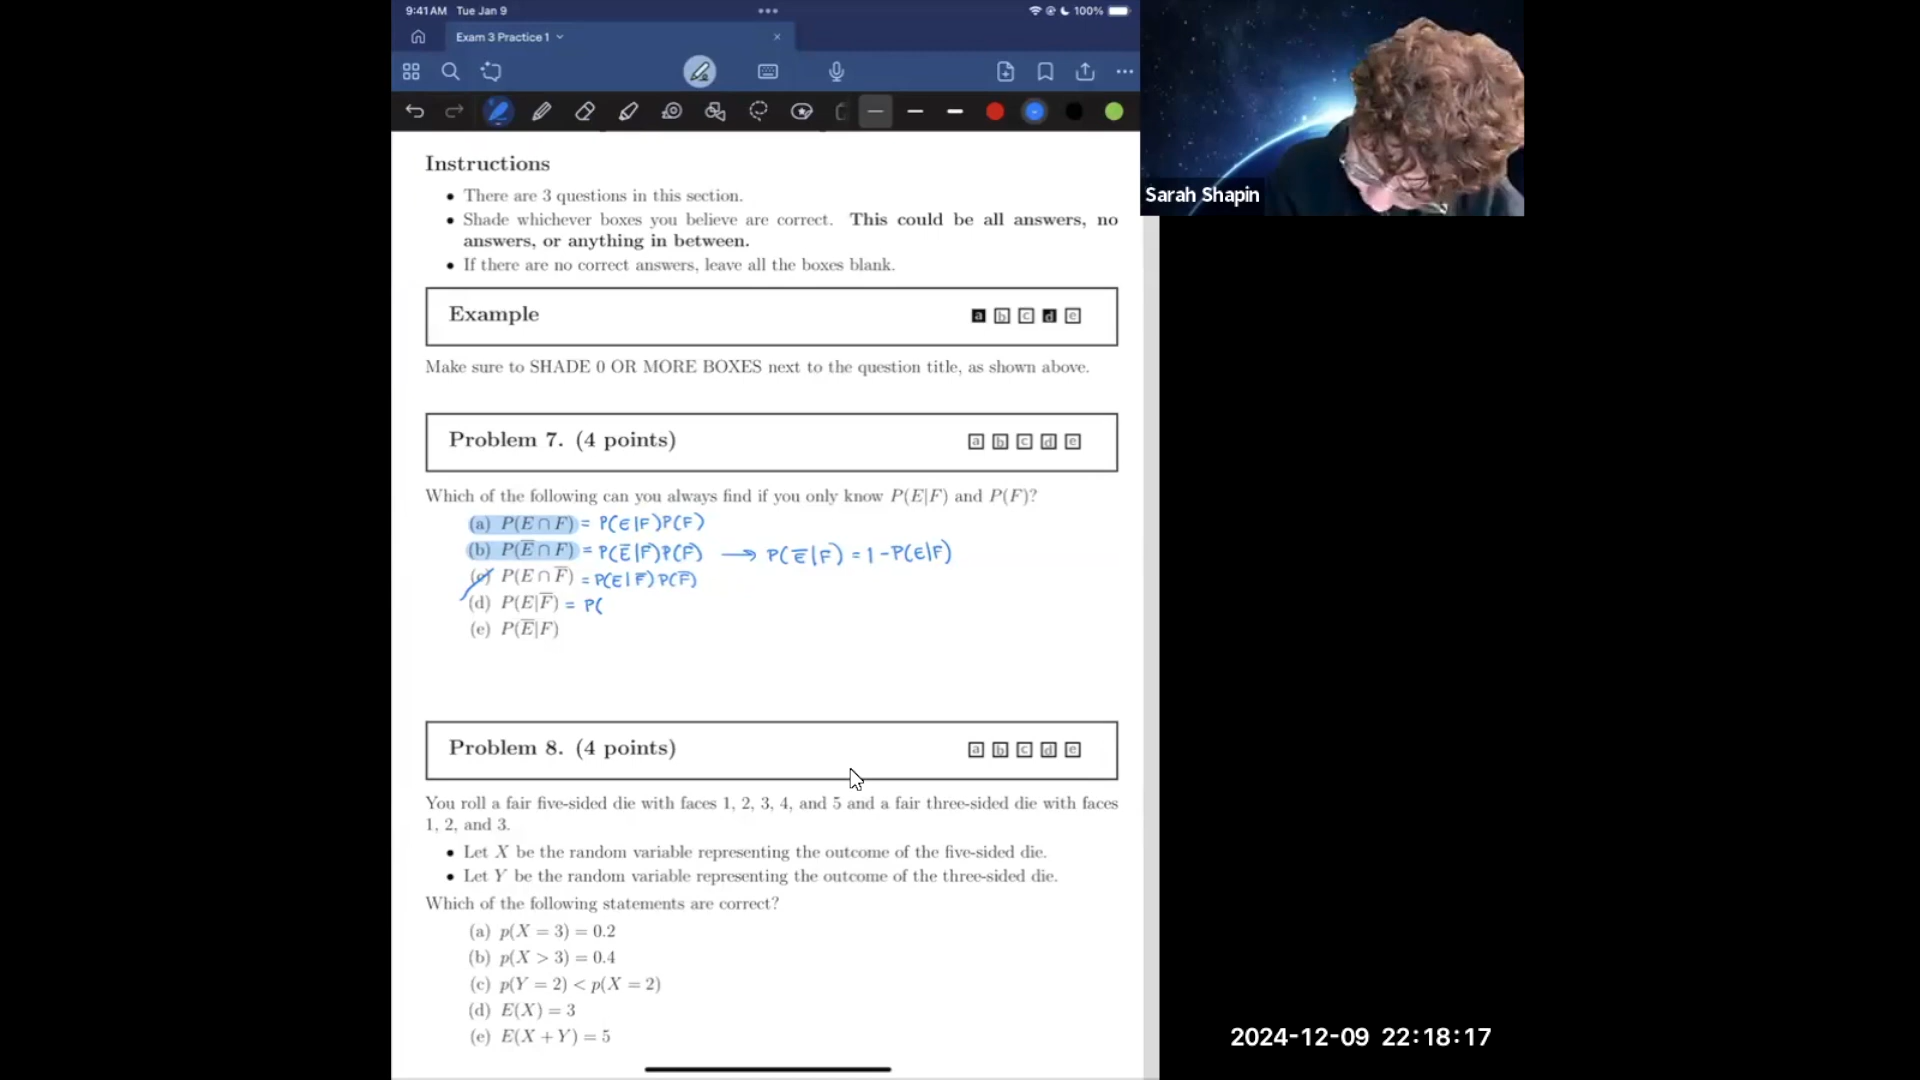 9:41 AM Tue Jan 9
100%
Exam 3 Practice 1
Sarah Shapin
Instructions
• There are 3 questions in this section.
• Shade whichever boxes you believe are correct. This could be all answers, no
answers, or anything in between.
• If there are no correct answers, leave all the boxes blank.
Example a b c d e
Make sure to SHADE 0 OR MORE BOXES next to the question title, as shown above.
Problem 7. (4 points) a b c d e
Which of the following can you always find if you only know P(E|F) and P(F)?
(a) P(E ∩ F) = P(E|F)P(F)
(b) P(E̅ ∩ F) = P(E̅|F)P(F) → P(E̅|F) = 1 - P(E|F)
(c) P(E ∩ F̅) = P(E|F̅)P(F̅)
(d) P(E|F̅) = P(
(e) P(E̅|F)
Problem 8. (4 points) a b c d e
You roll a fair five-sided die with faces 1, 2, 3, 4, and 5 and a fair three-sided die with faces
1, 2, and 3.
• Let X be the random variable representing the outcome of the five-sided die.
• Let Y be the random variable representing the outcome of the three-sided die.
Which of the following statements are correct?
(a) p(X = 3) = 0.2
(b) p(X > 3) = 0.4
(c) p(Y = 2) < p(X = 2)
(d) E(X) = 3
(e) E(X + Y) = 5
2024-12-09 22:18:17